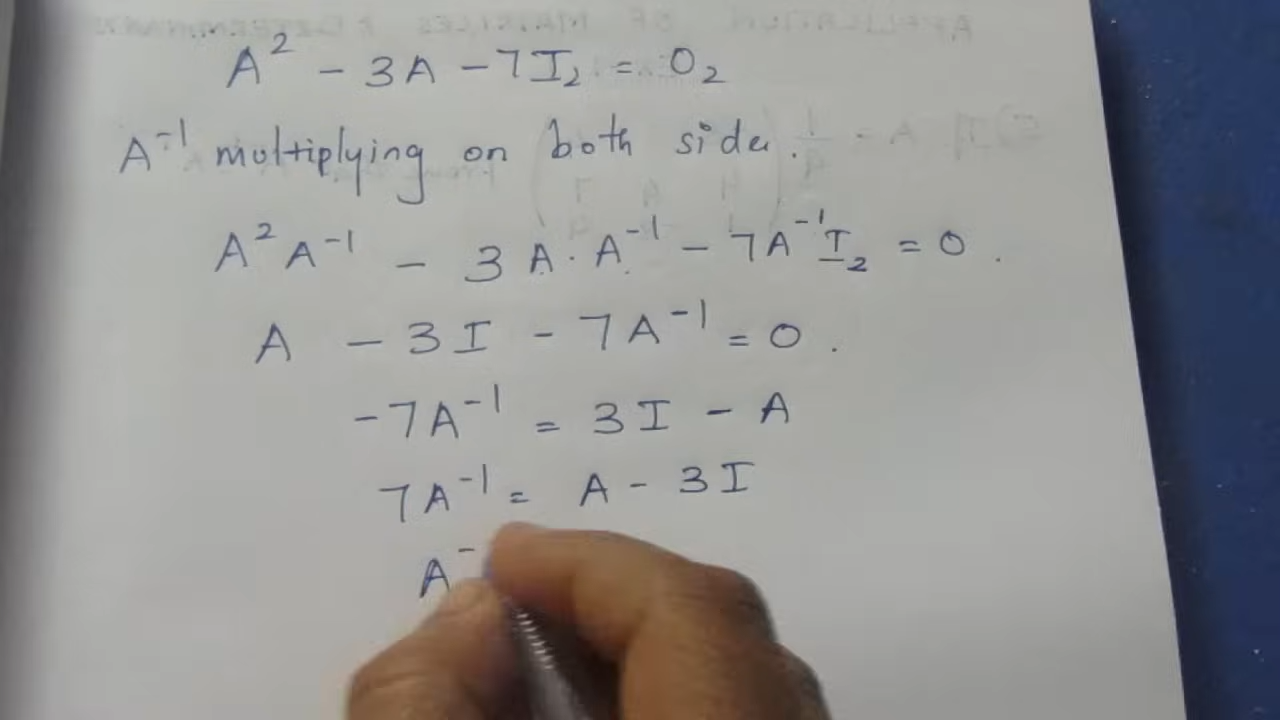 A² - 3A - 7I₂ = O₂
A⁻¹ multiplying on both side.
A²A⁻¹ - 3A·A⁻¹ - 7A⁻¹I₂ = 0.
A - 3I - 7A⁻¹ = 0.
-7A⁻¹ = 3I - A
7A⁻¹ = A - 3I
A⁻